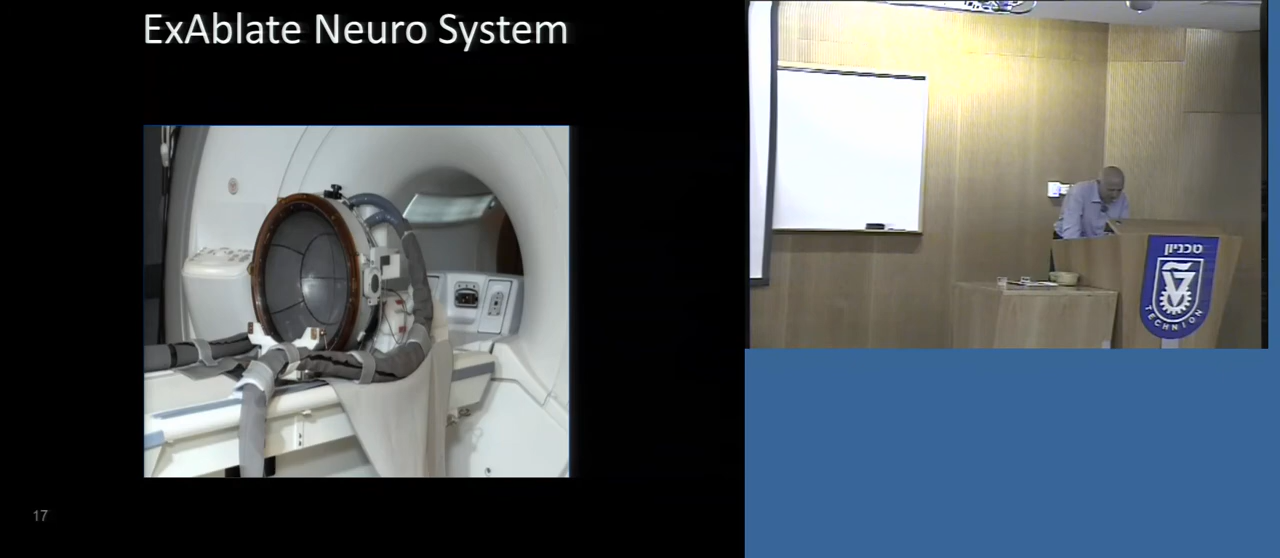 ExAblate Neuro System
17
טכניון
TECHNION